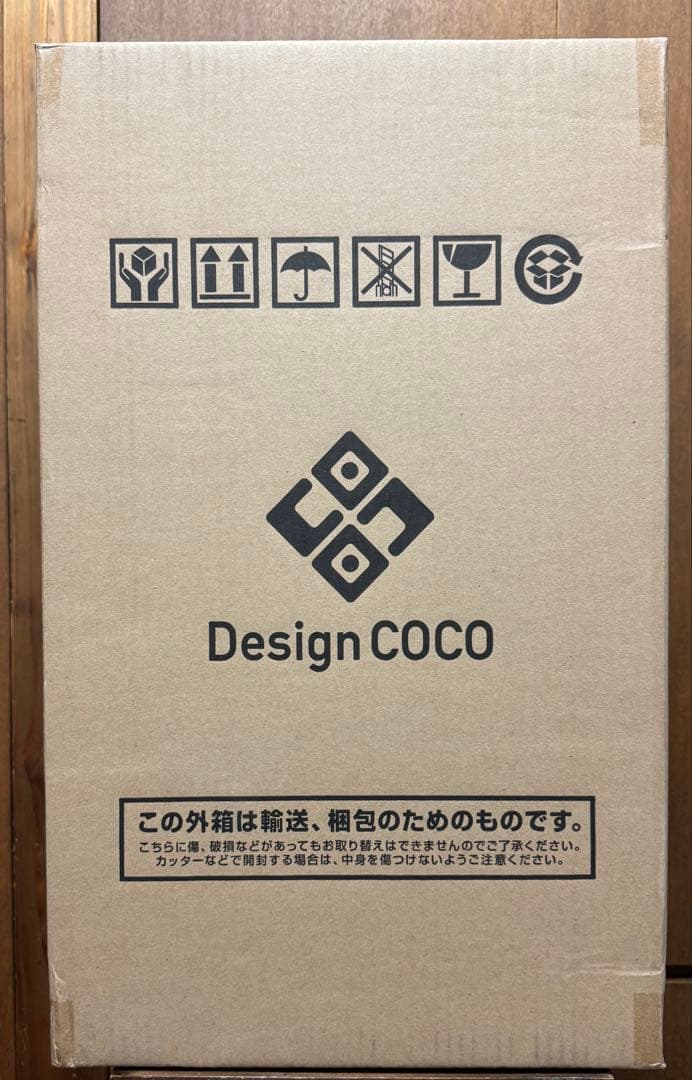 Design COCO
この外箱は輸送、梱包のためのものです。
こちらに傷、破損などがあってもお取り替えはできませんのでご了承ください。
カッターなどで開封する場合は、中身を傷つけないようご注意ください。